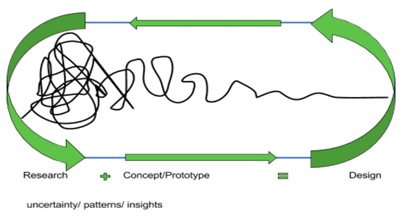 Research + Concept/Prototype = Design
uncertainty/ patterns/ insights